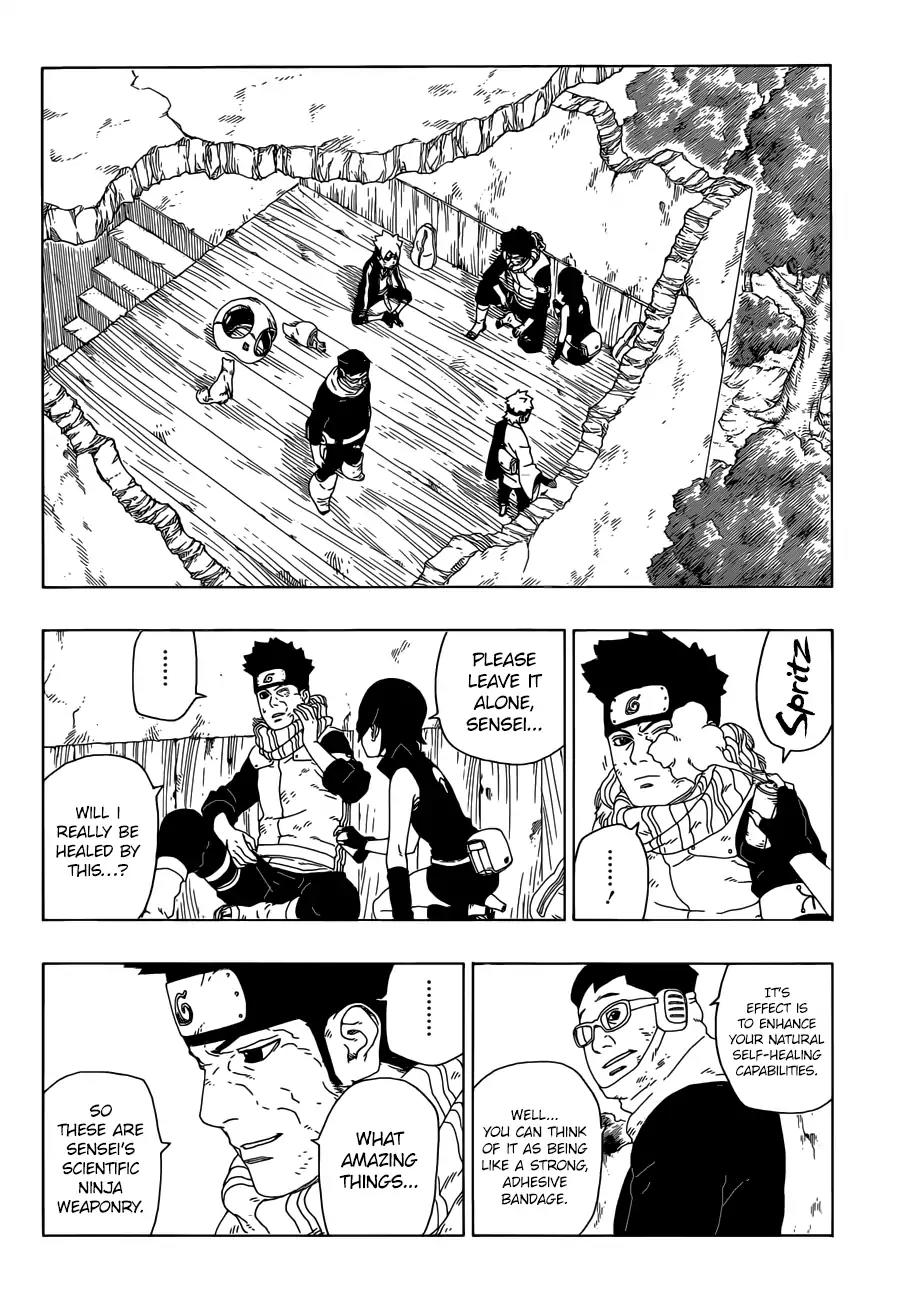 Spritz
......!
PLEASE
LEAVE IT
ALONE,
SENSEI...
......
WILL I
REALLY BE
HEALED BY
THIS...?
IT'S
EFFECT IS
TO ENHANCE
YOUR NATURAL
SELF-HEALING
CAPABILITIES.
WELL...
YOU CAN THINK
OF IT AS BEING
LIKE A STRONG,
ADHESIVE
BANDAGE.
........
WHAT
AMAZING
THINGS...
SO
THESE ARE
SENSEI'S
SCIENTIFIC
NINJA
WEAPONRY.